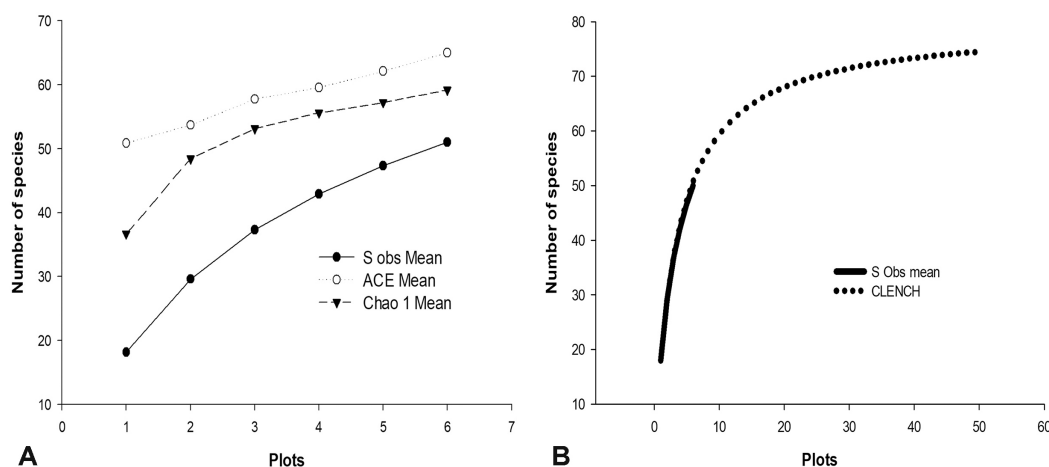 70
60
50
40
30
20
10
Number of species
S obs Mean
ACE Mean
Chao 1 Mean
0 1 2 3 4 5 6 7
Plots
A
80
70
60
50
40
30
20
10
Number of species
S Obs mean
CLENCH
0 10 20 30 40 50 60
Plots
B